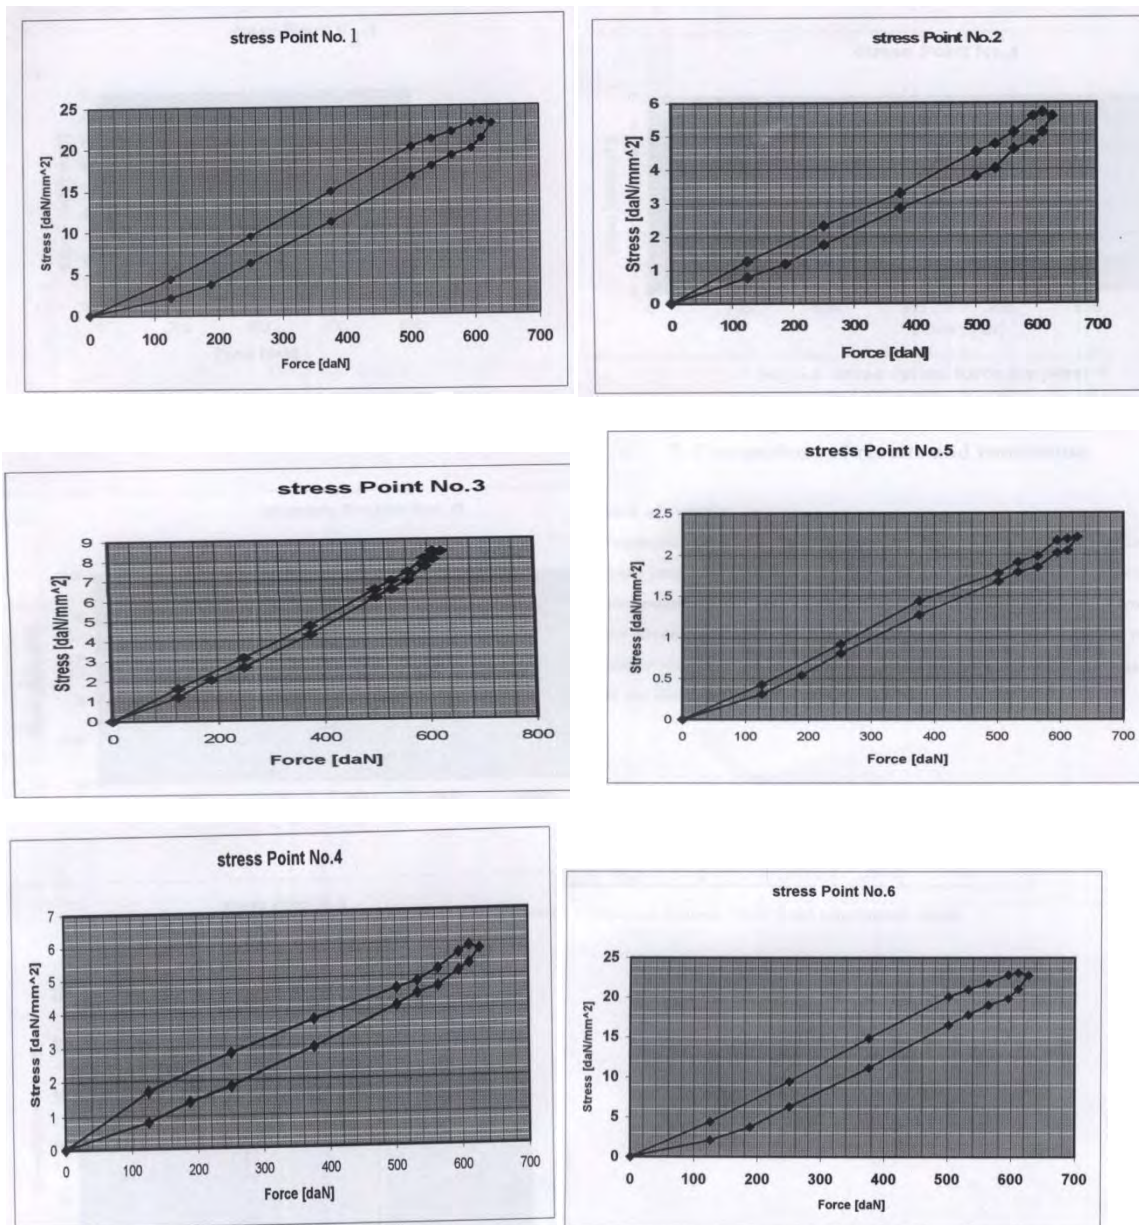 stress Point No. 1
Stress [daN/mm^2]
25
20
15
10
5
0
0 100 200 300 400 500 600 700
Force [daN]
stress Point No.2
Stress [daN/mm^2]
6
5
4
3
2
1
0
0 100 200 300 400 500 600 700
Force [daN]
stress Point No.3
Stress [daN/mm^2]
9
8
7
6
5
4
3
2
1
0
0 200 400 600 800
Force [daN]
stress Point No.5
Stress [daN/mm^2]
2.5
2
1.5
1
0.5
0
0 100 200 300 400 500 600 700
Force [daN]
stress Point No.4
Stress [daN/mm^2]
7
6
5
4
3
2
1
0
0 100 200 300 400 500 600 700
Force [daN]
stress Point No.6
Stress [daN/mm^2]
25
20
15
10
5
0
0 100 200 300 400 500 600 700
Force [daN]